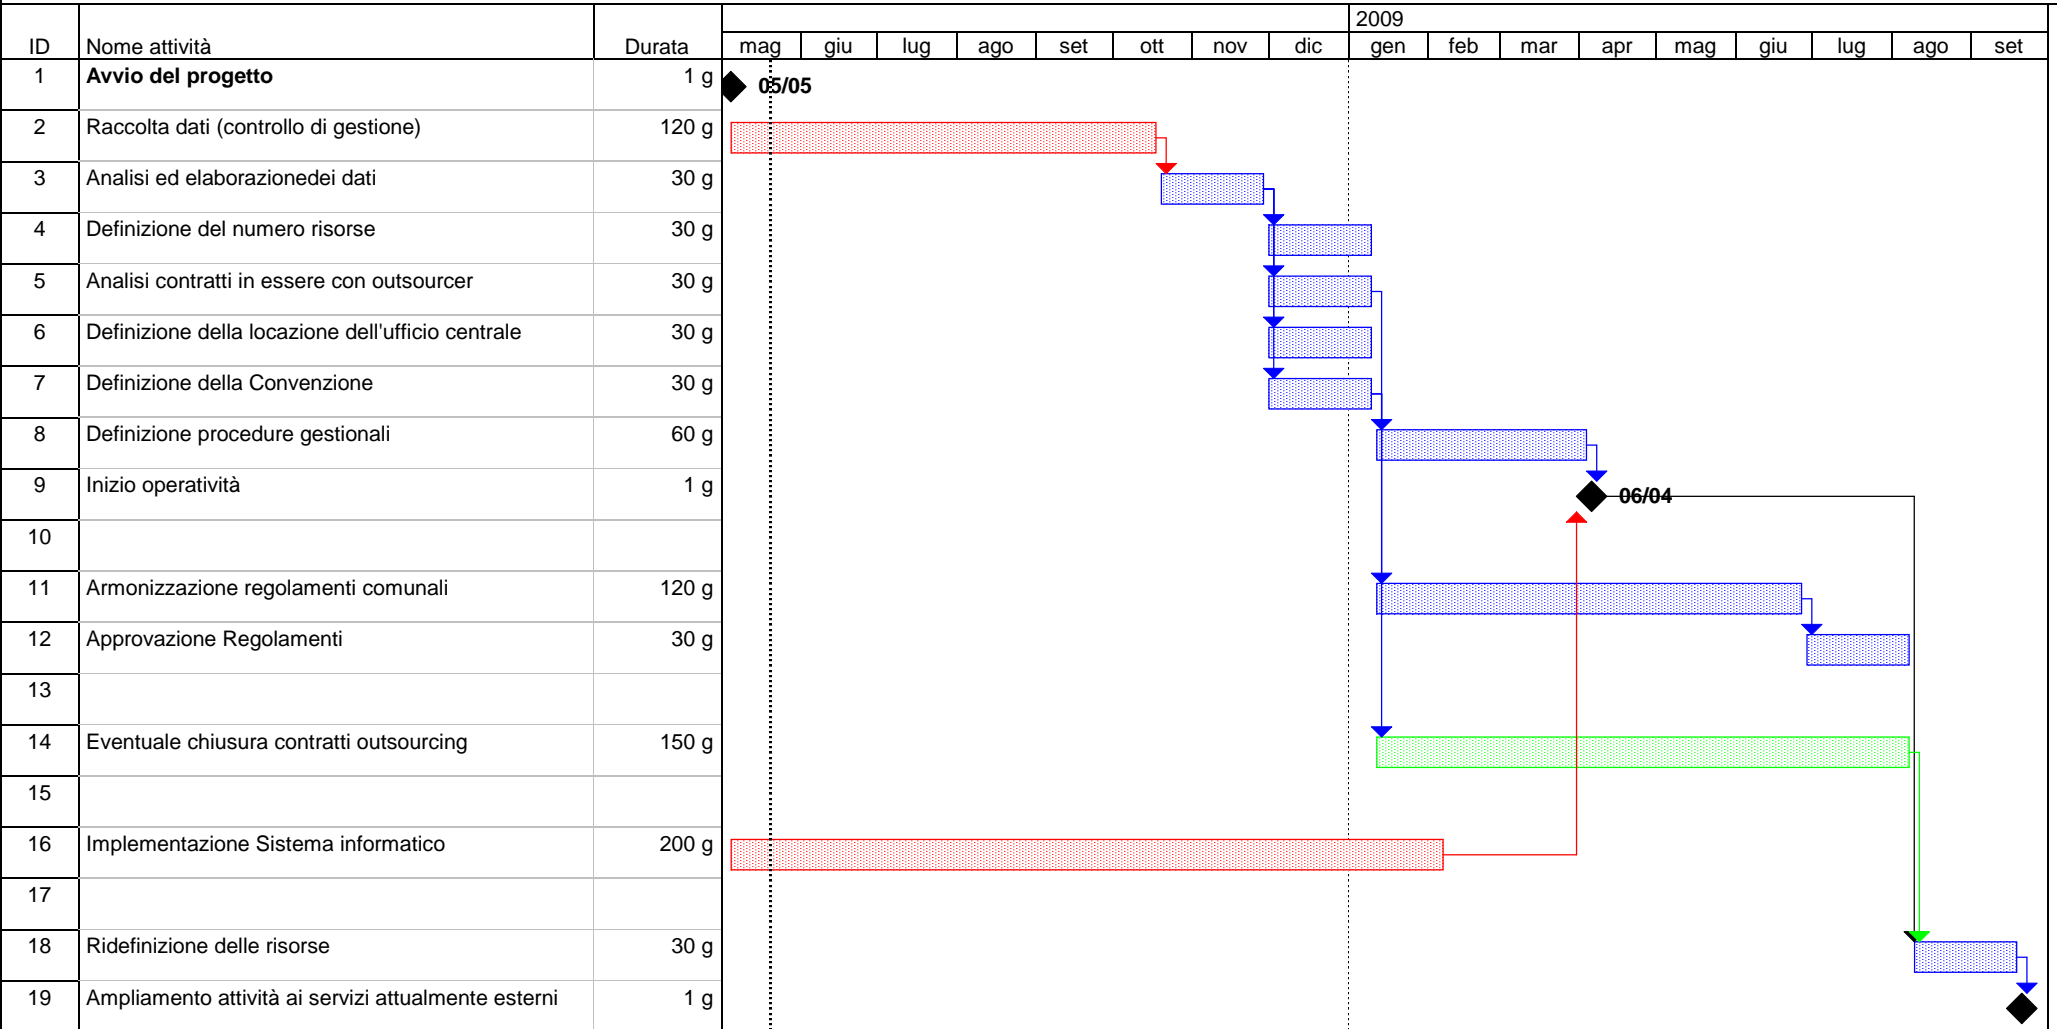 2009
ID Nome attività Durata mag giu lug ago set ott nov dic gen feb mar apr mag giu lug ago set
1 Avvio del progetto 1 g 05/05
2 Raccolta dati (controllo di gestione) 120 g
3 Analisi ed elaborazionedei dati 30 g
4 Definizione del numero risorse 30 g
5 Analisi contratti in essere con outsourcer 30 g
6 Definizione della locazione dell'ufficio centrale 30 g
7 Definizione della Convenzione 30 g
8 Definizione procedure gestionali 60 g
9 Inizio operatività 1 g 06/04
10
11 Armonizzazione regolamenti comunali 120 g
12 Approvazione Regolamenti 30 g
13
14 Eventuale chiusura contratti outsourcing 150 g
15
16 Implementazione Sistema informatico 200 g
17
18 Ridefinizione delle risorse 30 g
19 Ampliamento attività ai servizi attualmente esterni 1 g